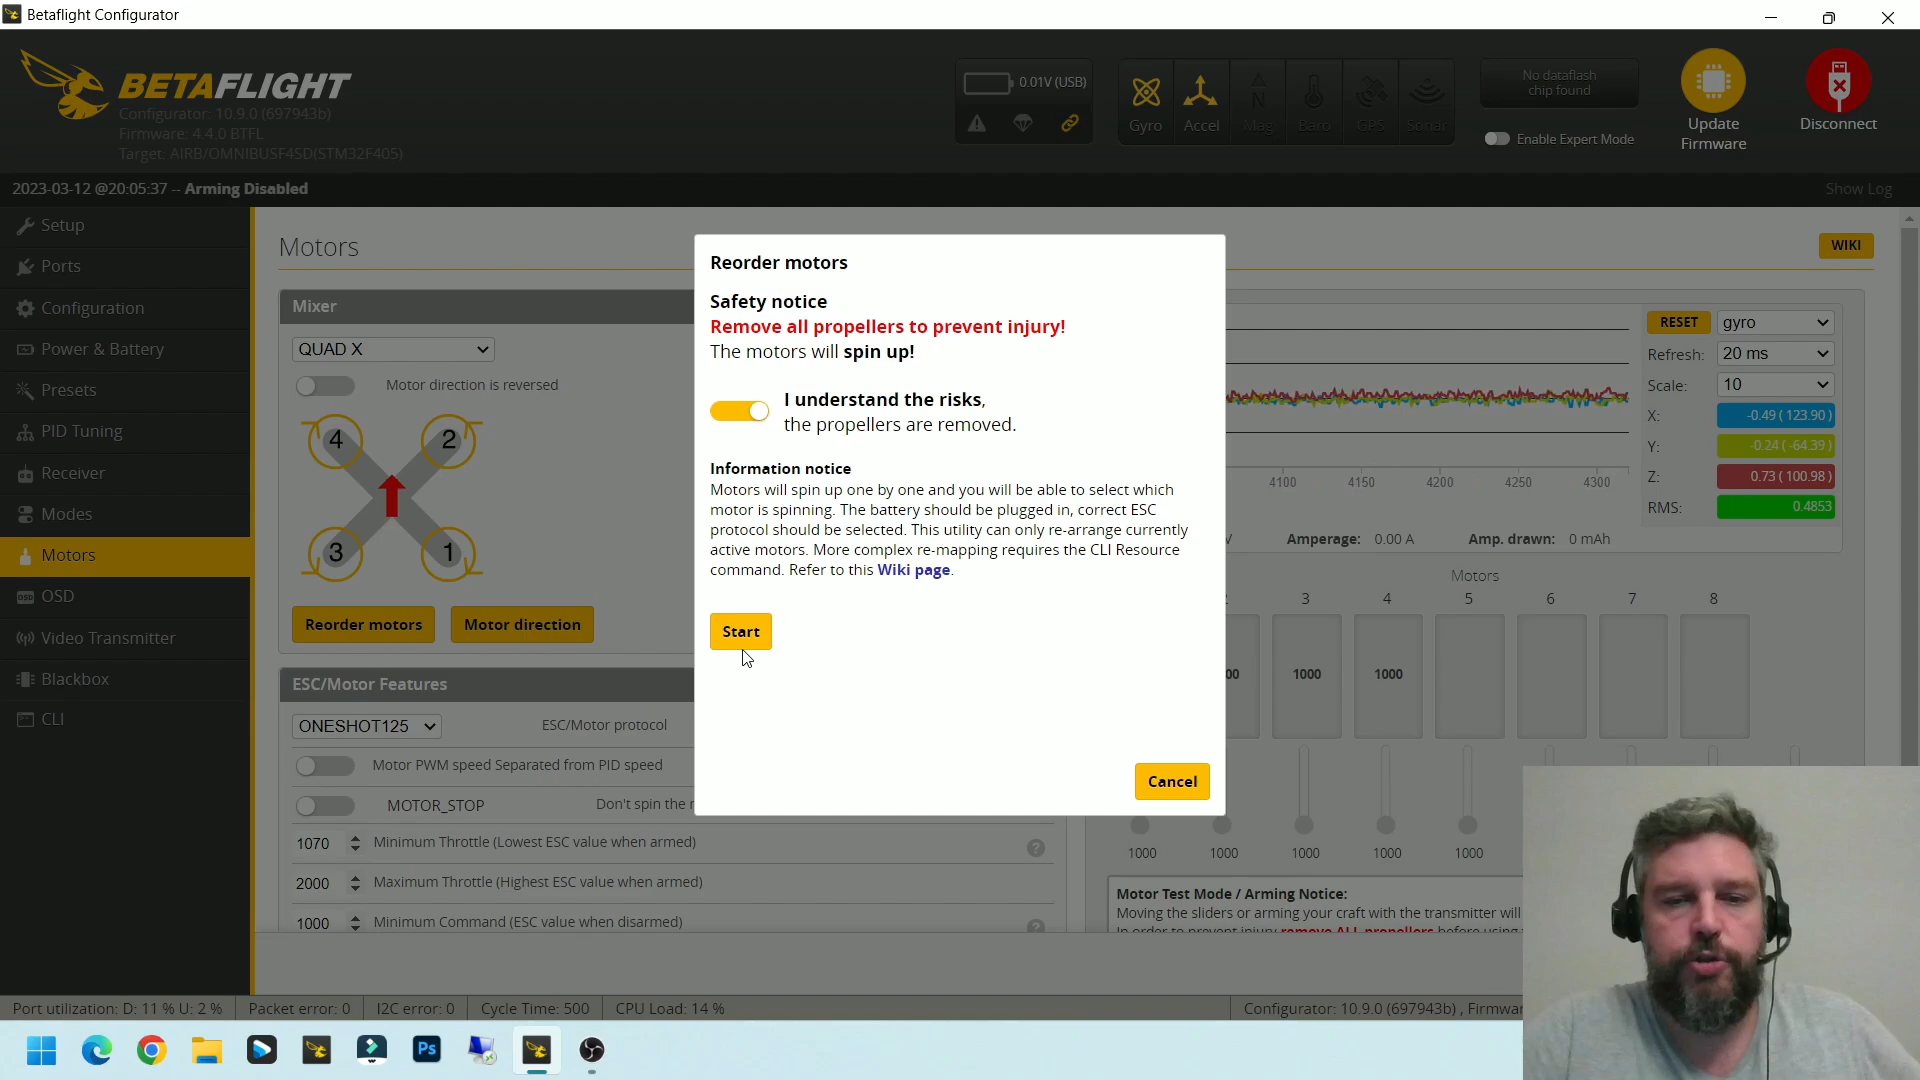 Betaflight Configurator
BETAFLIGHT
Configurator: 10.9.0 (697943b)
Firmware: 4.4.0 BTFL
Target: AIRB/OMNIBUSF4SD(STM32F405)
0.01V (USB)
Gyro
Accel
Mag
Baro
GPS
Sonar
No dataflash
chip found
Enable Expert Mode
Update
Firmware
Disconnect
2023-03-12 @20:05:37 -- Arming Disabled
Show Log
Setup
Ports
Configuration
Power & Battery
Presets
PID Tuning
Receiver
Modes
Motors
OSD
Video Transmitter
Blackbox
CLI
Motors
WIKI
Mixer
QUAD X
Motor direction is reversed
4
2
3
1
Reorder motors
Motor direction
ESC/Motor Features
ONESHOT125
ESC/Motor protocol
Motor PWM speed Separated from PID speed
MOTOR_STOP
Don't spin the
1070
Minimum Throttle (Lowest ESC value when armed)
2000
Maximum Throttle (Highest ESC value when armed)
1000
Minimum Command (ESC value when disarmed)
Reorder motors
Safety notice
Remove all propellers to prevent injury!
The motors will spin up!
I understand the risks,
the propellers are removed.
Information notice
Motors will spin up one by one and you will be able to select which
motor is spinning. The battery should be plugged in, correct ESC
protocol should be selected. This utility can only re-arrange currently
active motors. More complex re-mapping requires the CLI Resource
command. Refer to this Wiki page.
Start
Cancel
RESET
gyro
Refresh:
20 ms
Scale:
10
X:
-0.49 ( 123.90 )
Y:
-0.24 ( -64.39 )
Z:
0.73 ( 100.98 )
RMS:
0.4853
4100
4150
4200
4250
4300
V
Amperage: 0.00 A
Amp. drawn: 0 mAh
Motors
3
4
5
6
7
8
00
1000
1000
1000
1000
1000
1000
1000
Motor Test Mode / Arming Notice:
Moving the sliders or arming your craft with the transmitter will
In order to prevent injury remove ALL propellers before using
Port utilization: D: 11 % U: 2 %
Packet error: 0
I2C error: 0
Cycle Time: 500
CPU Load: 14 %
Configurator: 10.9.0 (697943b) , Firmwar
Ps